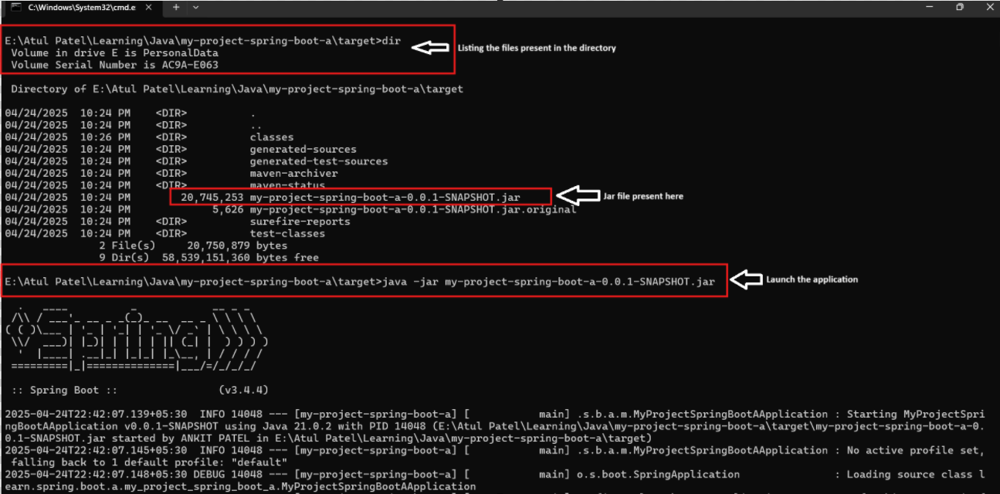 C:\Windows\System32\cmd.e
E:\Atul Patel\Learning\Java\my-project-spring-boot-a\target>dir
Listing the files present in the directory
Volume in drive E is PersonalData
Volume Serial Number is AC9A-E063
Directory of E:\Atul Patel\Learning\Java\my-project-spring-boot-a\target
04/24/2025  10:24 PM    <DIR>          .
04/24/2025  10:24 PM    <DIR>          ..
04/24/2025  10:26 PM    <DIR>          classes
04/24/2025  10:24 PM    <DIR>          generated-sources
04/24/2025  10:24 PM    <DIR>          generated-test-sources
04/24/2025  10:24 PM    <DIR>          maven-archiver
04/24/2025  10:24 PM    <DIR>          maven-status
04/24/2025  10:24 PM        20,745,253 my-project-spring-boot-a-0.0.1-SNAPSHOT.jar
Jar file present here
04/24/2025  10:24 PM             5,626 my-project-spring-boot-a-0.0.1-SNAPSHOT.jar.original
04/24/2025  10:24 PM    <DIR>          surefire-reports
04/24/2025  10:24 PM    <DIR>          test-classes
2 File(s)     20,750,879 bytes
9 Dir(s)  58,539,151,360 bytes free
E:\Atul Patel\Learning\Java\my-project-spring-boot-a\target>java -jar my-project-spring-boot-a-0.0.1-SNAPSHOT.jar
Launch the application
Spring
:: Spring Boot ::                (v3.4.4)
2025-04-24T22:42:07.139+05:30  INFO 14048 --- [my-project-spring-boot-a] [           main] .s.b.a.m.MyProjectSpringBootAApplication : Starting MyProjectSpri
ngBootAApplication v0.0.1-SNAPSHOT using Java 21.0.2 with PID 14048 (E:\Atul Patel\Learning\Java\my-project-spring-boot-a\target\my-project-spring-boot-a-0.
0.1-SNAPSHOT.jar started by ANKIT PATEL in E:\Atul Patel\Learning\Java\my-project-spring-boot-a\target)
2025-04-24T22:42:07.145+05:30  INFO 14048 --- [my-project-spring-boot-a] [           main] .s.b.a.m.MyProjectSpringBootAApplication : No active profile set,
falling back to 1 default profile: "default"
2025-04-24T22:42:07.148+05:30 DEBUG 14048 --- [my-project-spring-boot-a] [           main] o.s.boot.SpringApplication               : Loading source class l
earn.spring.boot.a.my_project_spring_boot_a.MyProjectSpringBootAApplication